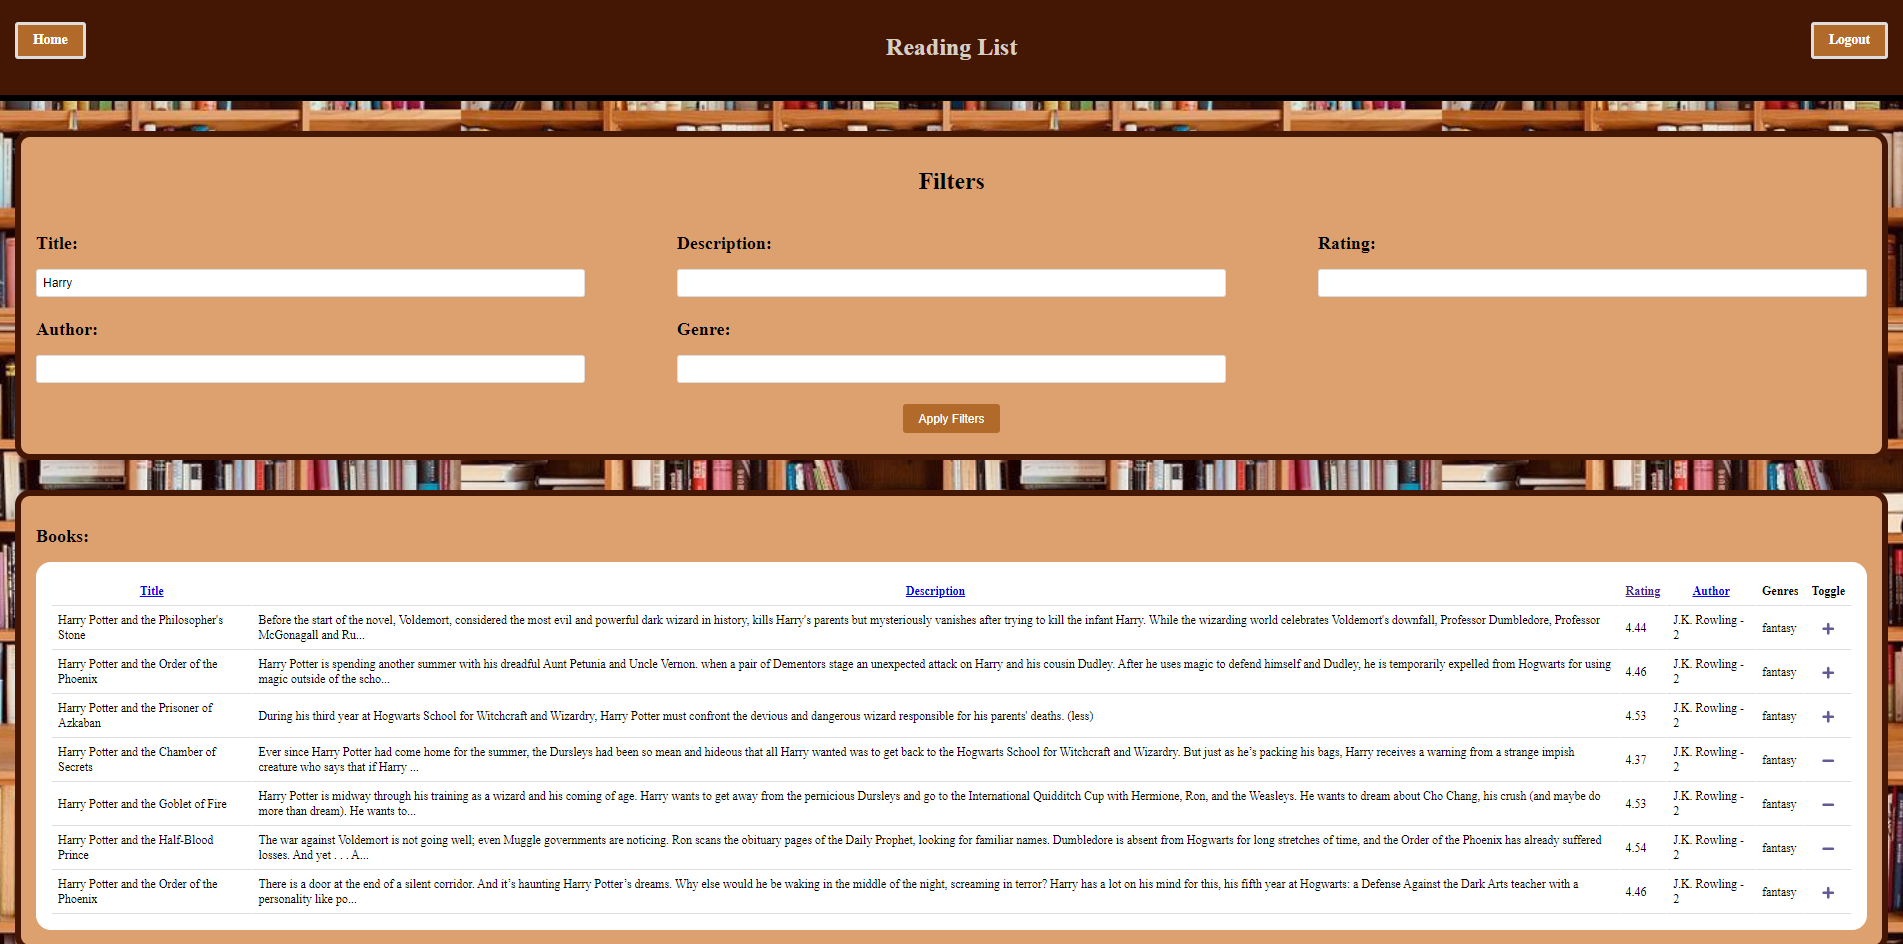 Home
Reading List
Logout
Filters
Title:
Description:
Rating:
Harry
Author:
Genre:
Apply Filters
Books:
Title Description Rating Author Genres Toggle
Harry Potter and the Philosopher's
Stone
Before the start of the novel, Voldemort, considered the most evil and powerful dark wizard in history, kills Harry's parents but mysteriously vanishes after trying to kill the infant Harry. While the wizarding world celebrates Voldemort's downfall, Professor Dumbledore, Professor
McGonagall and Ru...
4.44
J.K. Rowling -
2
fantasy
+
Harry Potter and the Order of the
Phoenix
Harry Potter is spending another summer with his dreadful Aunt Petunia and Uncle Vernon. when a pair of Dementors stage an unexpected attack on Harry and his cousin Dudley. After he uses magic to defend himself and Dudley, he is temporarily expelled from Hogwarts for using
magic outside of the scho...
4.46
J.K. Rowling -
2
fantasy
+
Harry Potter and the Prisoner of
Azkaban
During his third year at Hogwarts School for Witchcraft and Wizardry, Harry Potter must confront the devious and dangerous wizard responsible for his parents' deaths. (less)
4.53
J.K. Rowling -
2
fantasy
+
Harry Potter and the Chamber of
Secrets
Ever since Harry Potter had come home for the summer, the Dursleys had been so mean and hideous that all Harry wanted was to get back to the Hogwarts School for Witchcraft and Wizardry. But just as he’s packing his bags, Harry receives a warning from a strange impish
creature who says that if Harry ...
4.37
J.K. Rowling -
2
fantasy
−
Harry Potter and the Goblet of Fire
Harry Potter is midway through his training as a wizard and his coming of age. Harry wants to get away from the pernicious Dursleys and go to the International Quidditch Cup with Hermione, Ron, and the Weasleys. He wants to dream about Cho Chang, his crush (and maybe do
more than dream). He wants to...
4.53
J.K. Rowling -
2
fantasy
−
Harry Potter and the Half-Blood
Prince
The war against Voldemort is not going well; even Muggle governments are noticing. Ron scans the obituary pages of the Daily Prophet, looking for familiar names. Dumbledore is absent from Hogwarts for long stretches of time, and the Order of the Phoenix has already suffered
losses. And yet . . . A...
4.54
J.K. Rowling -
2
fantasy
−
Harry Potter and the Order of the
Phoenix
There is a door at the end of a silent corridor. And it’s haunting Harry Potter’s dreams. Why else would he be waking in the middle of the night, screaming in terror? Harry has a lot on his mind for this, his fifth year at Hogwarts: a Defense Against the Dark Arts teacher with a
personality like po...
4.46
J.K. Rowling -
2
fantasy
+